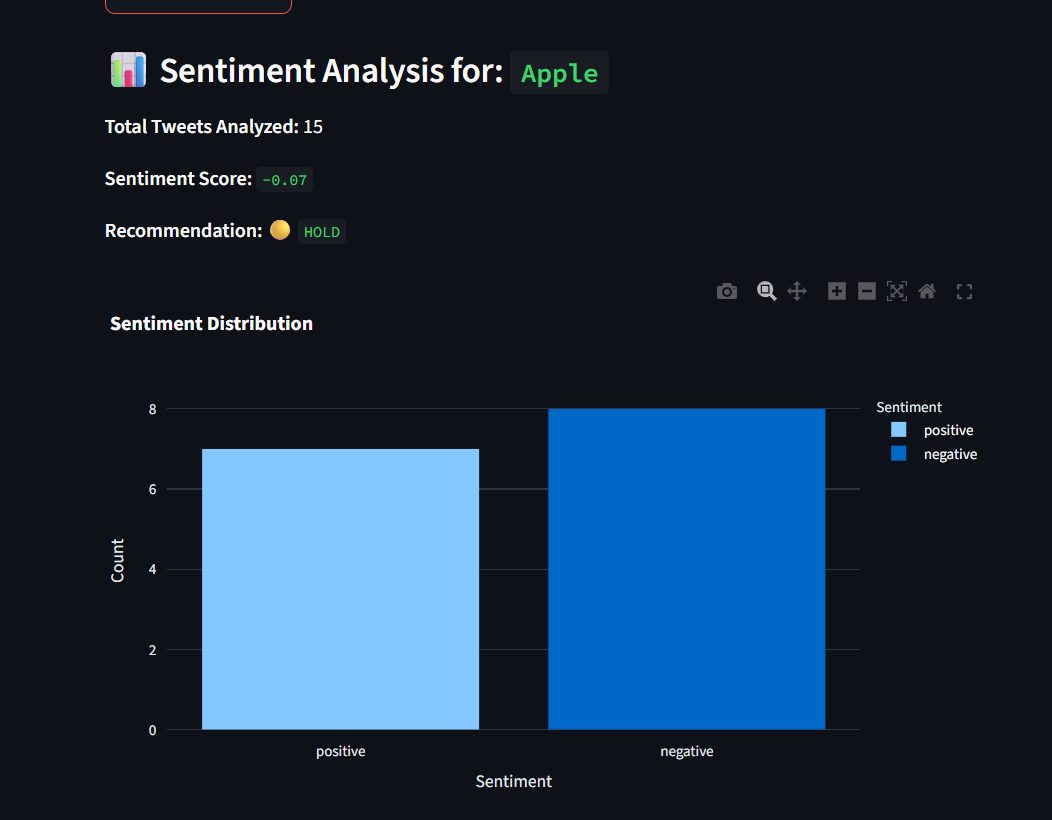 Sentiment Analysis for: Apple
Total Tweets Analyzed: 15
Sentiment Score: -0.07
Recommendation: HOLD
Sentiment Distribution
8
6
4
2
0
Count
positive
negative
Sentiment
Sentiment
positive
negative